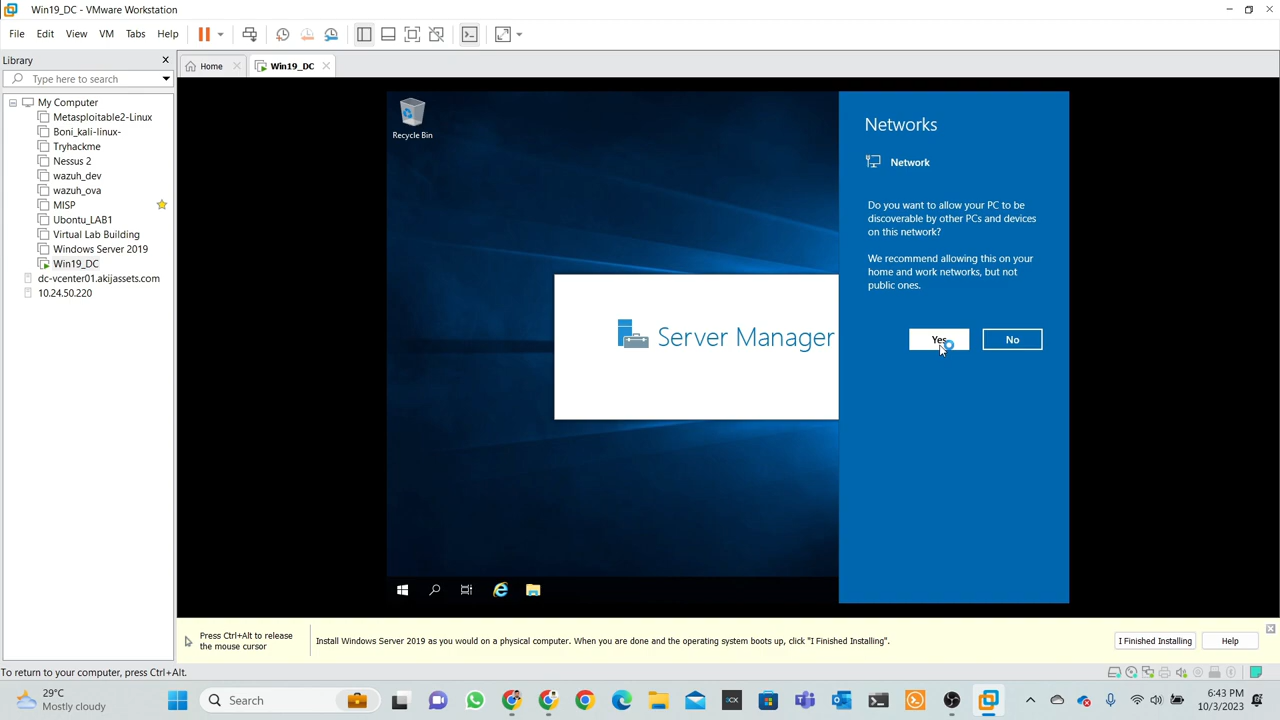 Win19_DC - VMware Workstation
File Edit View VM Tabs Help
Library
Type here to search
Home
Win19_DC
My Computer
Metasploitable2-Linux
Boni_kali-linux-
Tryhackme
Nessus 2
wazuh_dev
wazuh_ova
MISP
Ubontu_LAB1
Virtual Lab Building
Windows Server 2019
Win19_DC
dc-vcenter01.akijassets.com
10.24.50.220
Recycle Bin
Server Manager
Networks
Network
Do you want to allow your PC to be
discoverable by other PCs and devices
on this network?
We recommend allowing this on your
home and work networks, but not
public ones.
Yes
No
Press Ctrl+Alt to release
the mouse cursor
Install Windows Server 2019 as you would on a physical computer. When you are done and the operating system boots up, click "I Finished Installing".
I Finished Installing
Help
To return to your computer, press Ctrl+Alt.
29°C
Mostly cloudy
Search
6:43 PM
10/3/2023